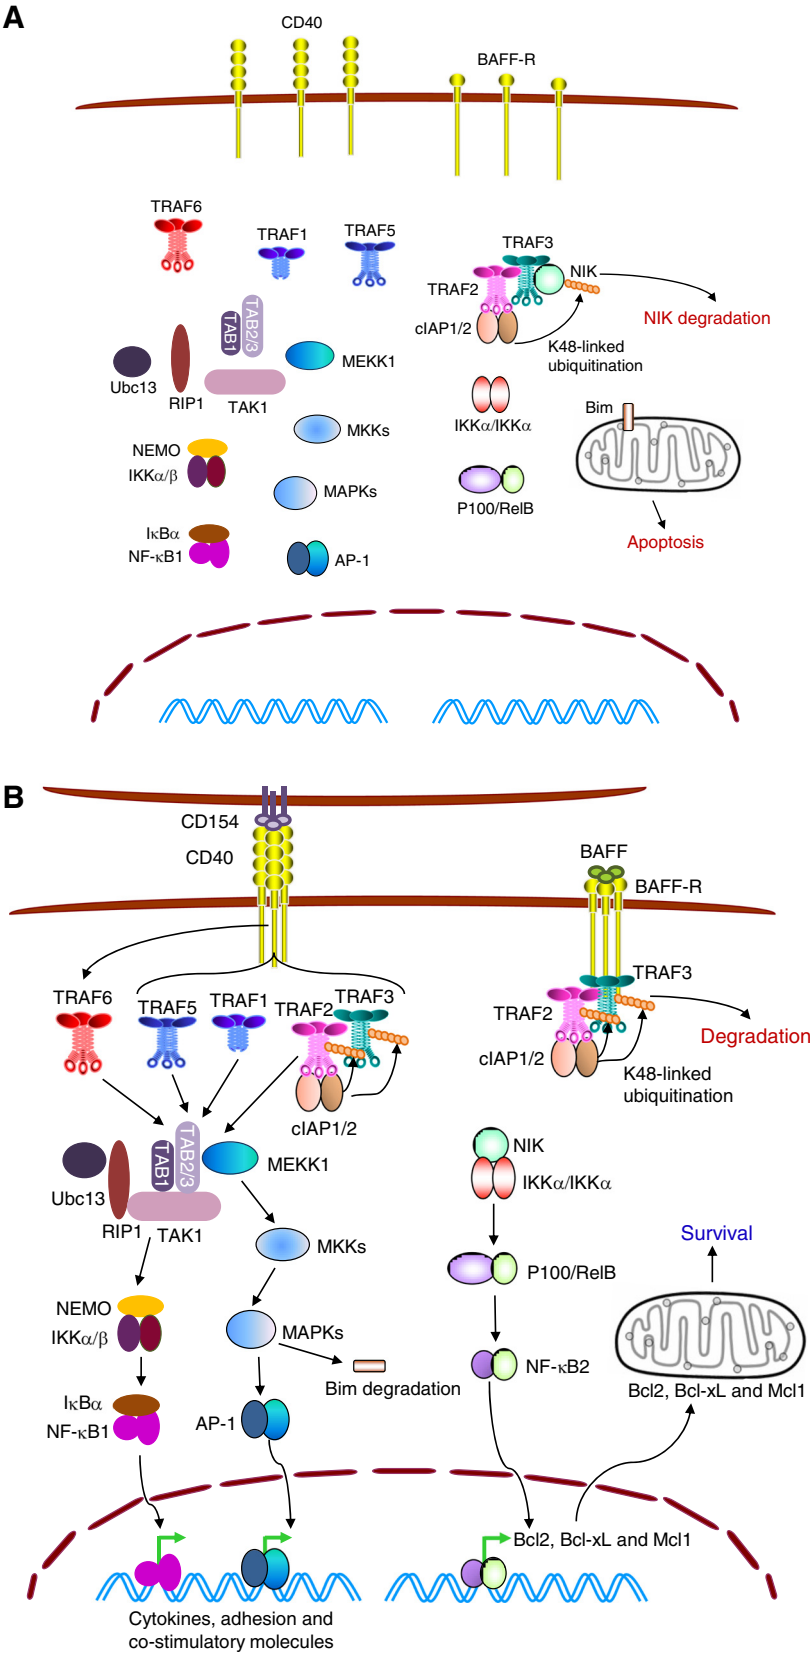 A
CD40
BAFF-R
TRAF6
TRAF1
TRAF5
TRAF3
NIK
TRAF2
cIAP1/2
NIK degradation
K48-linked
ubiquitination
TAB1
TAB2/3
Ubc13
RIP1
TAK1
MEKK1
MKKs
IKKα/IKKα
Bim
NEMO
IKKα/β
MAPKs
P100/RelB
IκBα
NF-κB1
AP-1
Apoptosis
B
CD154
CD40
BAFF
BAFF-R
TRAF6
TRAF5
TRAF1
TRAF2
TRAF3
cIAP1/2
TRAF3
TRAF2
cIAP1/2
Degradation
K48-linked
ubiquitination
TAB1
TAB2/3
Ubc13
RIP1
TAK1
MEKK1
NIK
IKKα/IKKα
MKKs
P100/RelB
Survival
NEMO
IKKα/β
MAPKs
Bim degradation
NF-κB2
Bcl2, Bcl-xL and Mcl1
IκBα
NF-κB1
AP-1
Bcl2, Bcl-xL and Mcl1
Cytokines, adhesion and
co-stimulatory molecules